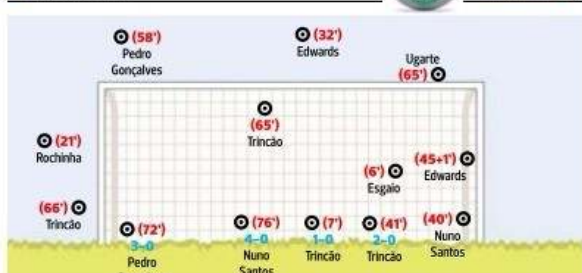 (58')
Pedro
Gonçalves
(32')
Edwards
Ugarte
(65')
(65')
Trincão
(21')
Rochinha
(45+1')
Edwards
(6')
Esgaio
(66')
Trincão
(72')
3-0
Pedro
(76')
4-0
Nuno
Santos
(7')
1-0
Trincão
(41')
2-0
Trincão
(40')
Nuno
Santos